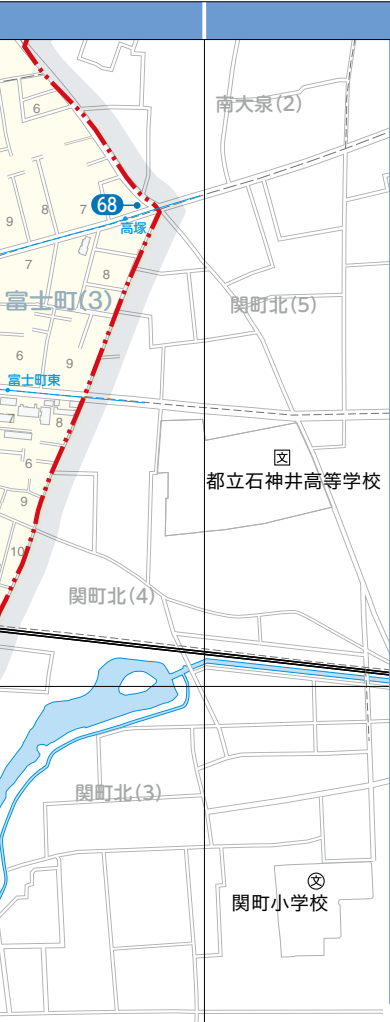 6
南大泉(2)
68
8
7
9
高塚
7
8
富士町(3)
関町北(5)
6
9
富士町東
7
8
文
6
都立石神井高等学校
9
10
関町北(4)
関町北(3)
文
関町小学校